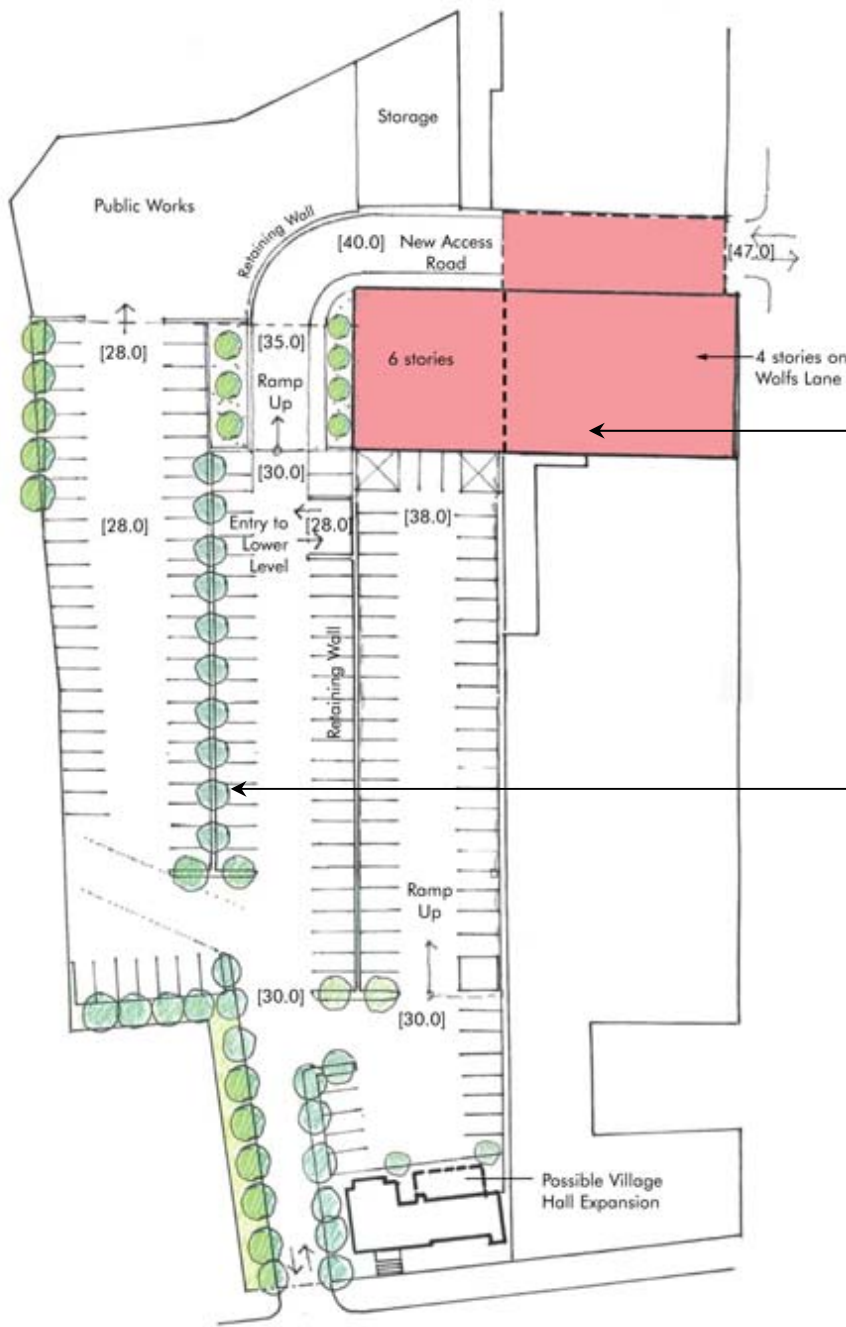 Storage
Public Works
Retaining Wall
[40.0]
New Access
Road
[47.0]
[28.0]
[35.0]
6 stories
4 stories on
Wolfs Lane
Ramp
Up
[30.0]
[28.0]
Entry to
Lower
Level
[28.0]
[38.0]
Retaining Wall
Ramp
Up
[30.0]
[30.0]
Possible Village
Hall Expansion